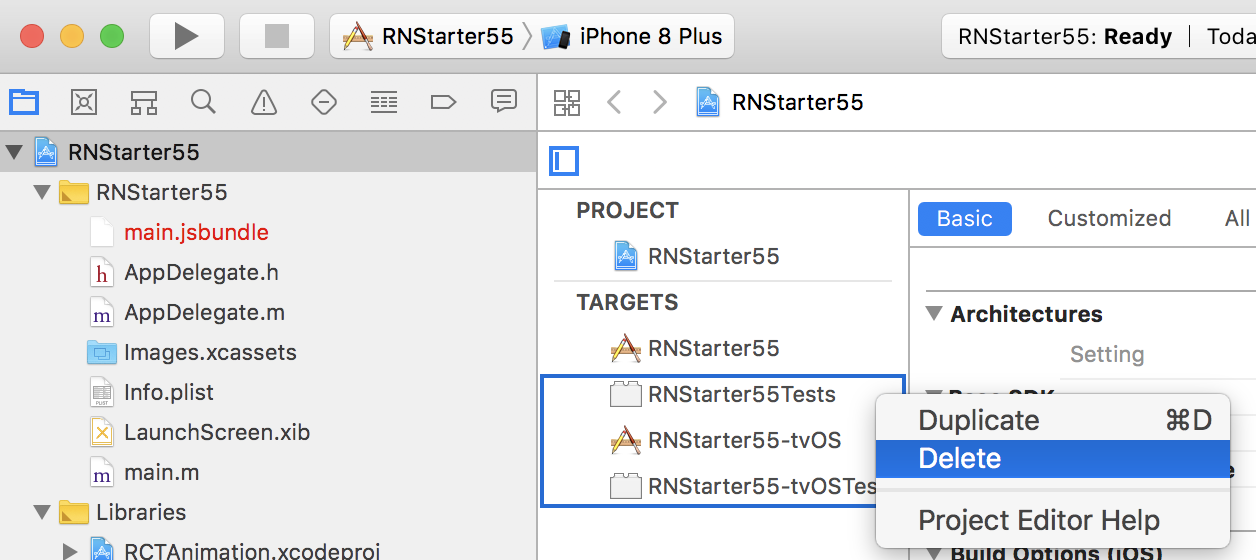 RNStarter55 iPhone 8 Plus
RNStarter55: Ready Toda
RNStarter55
RNStarter55
RNStarter55
main.jsbundle
AppDelegate.h
AppDelegate.m
Images.xcassets
Info.plist
LaunchScreen.xib
main.m
Libraries
RCTAnimation.xcodeproj
PROJECT
RNStarter55
TARGETS
RNStarter55
RNStarter55Tests
RNStarter55-tvOS
RNStarter55-tvOSTes
Basic Customized All
Architectures
Setting
Base SDK
Duplicate ⌘D
Delete
Project Editor Help
Build Options (iOS)